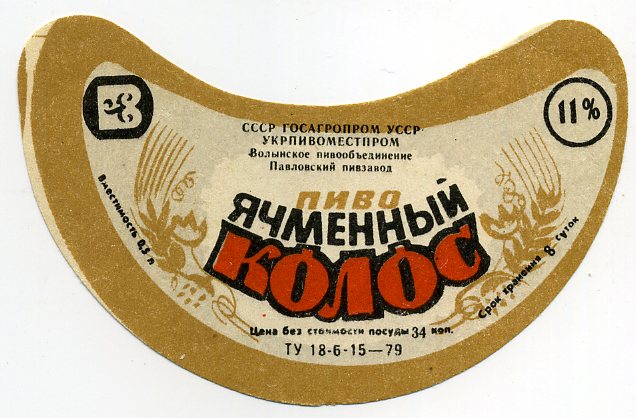 11%
СССР ГОСАГРОПРОМ УССР
УКРПИВОМЕСТПРОМ
Волынское пивообъединение
Павловский пивзавод
ПИВО
ЯЧМЕННЫЙ
КОЛОС
Вместимость 0,5 л
Срок хранения 8 суток
Цена без стоимости посуды 34 коп.
ТУ 18-6-15—79